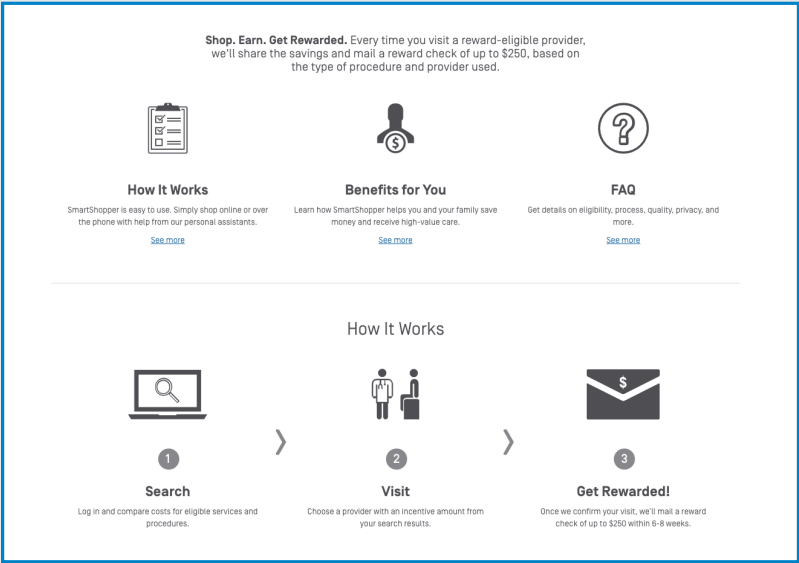 Shop. Earn. Get Rewarded. Every time you visit a reward-eligible provider,
we'll share the savings and mail a reward check of up to $250, based on
the type of procedure and provider used.
$
?
How It Works
SmartShopper is easy to use. Simply shop online or over
the phone with help from our personal assistants.
See more
Benefits for You
Learn how SmartShopper helps you and your family save
money and receive high-value care.
See more
FAQ
Get details on eligibility, process, quality, privacy, and
more.
See more
How It Works
$
1
Search
Log in and compare costs for eligible services and
procedures.
2
Visit
Choose a provider with an incentive amount from
your search results.
3
Get Rewarded!
Once we confirm your visit, we'll mail a reward
check of up to $250 within 6-8 weeks.